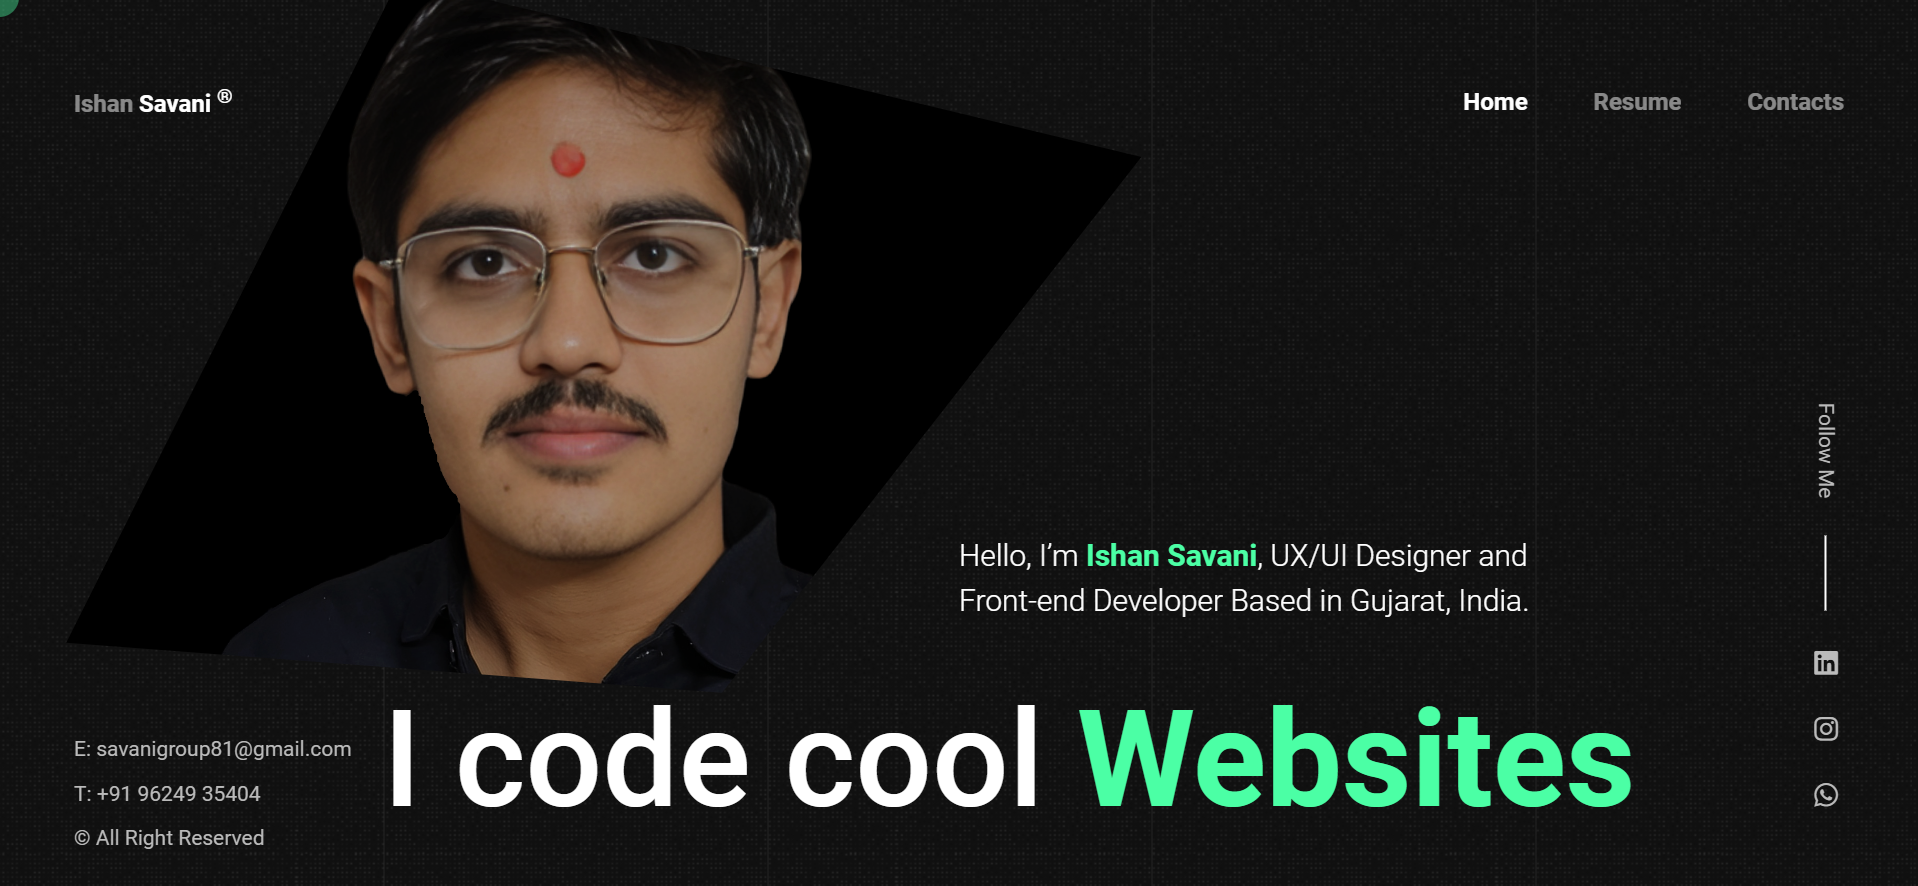 Ishan Savani ®
Home
Resume
Contacts
Follow Me
Hello, I’m Ishan Savani, UX/UI Designer and
Front-end Developer Based in Gujarat, India.
I code cool Websites
E: savanigroup81@gmail.com
T: +91 96249 35404
© All Right Reserved